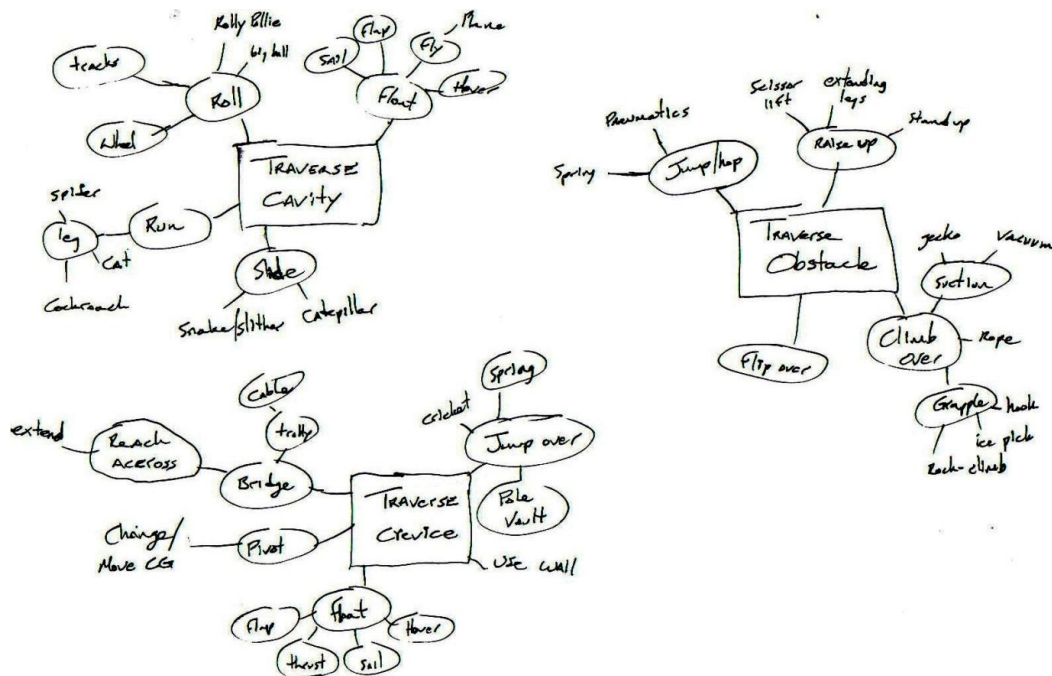 Rolly Pollie
big ball
tracks
Roll
Wheel
Sail
Flap
Fly
Plane
Hover
Float
TRAVERSE
CAVITY
spider
leg
Run
CAT
Cockroach
Slide
Snake/slither
Catepillar
Pneumatics
Spring
Jump/hop
Scissor
lift
extending
legs
Stand up
RAise up
TRAVERSE
Obstacle
gecko
Vacuum
Suction
Climb
Over
Rope
Flip over
Grapple
hook
ice pick
Rock-climb
Cable
trolly
extend
Reach
Across
Bridge
Spring
cricket
Jump over
Pole
Vault
TRAVERSE
Crevice
Change/
Move CG
Pivot
Use WAll
Float
Flap
thrust
Sail
Hover